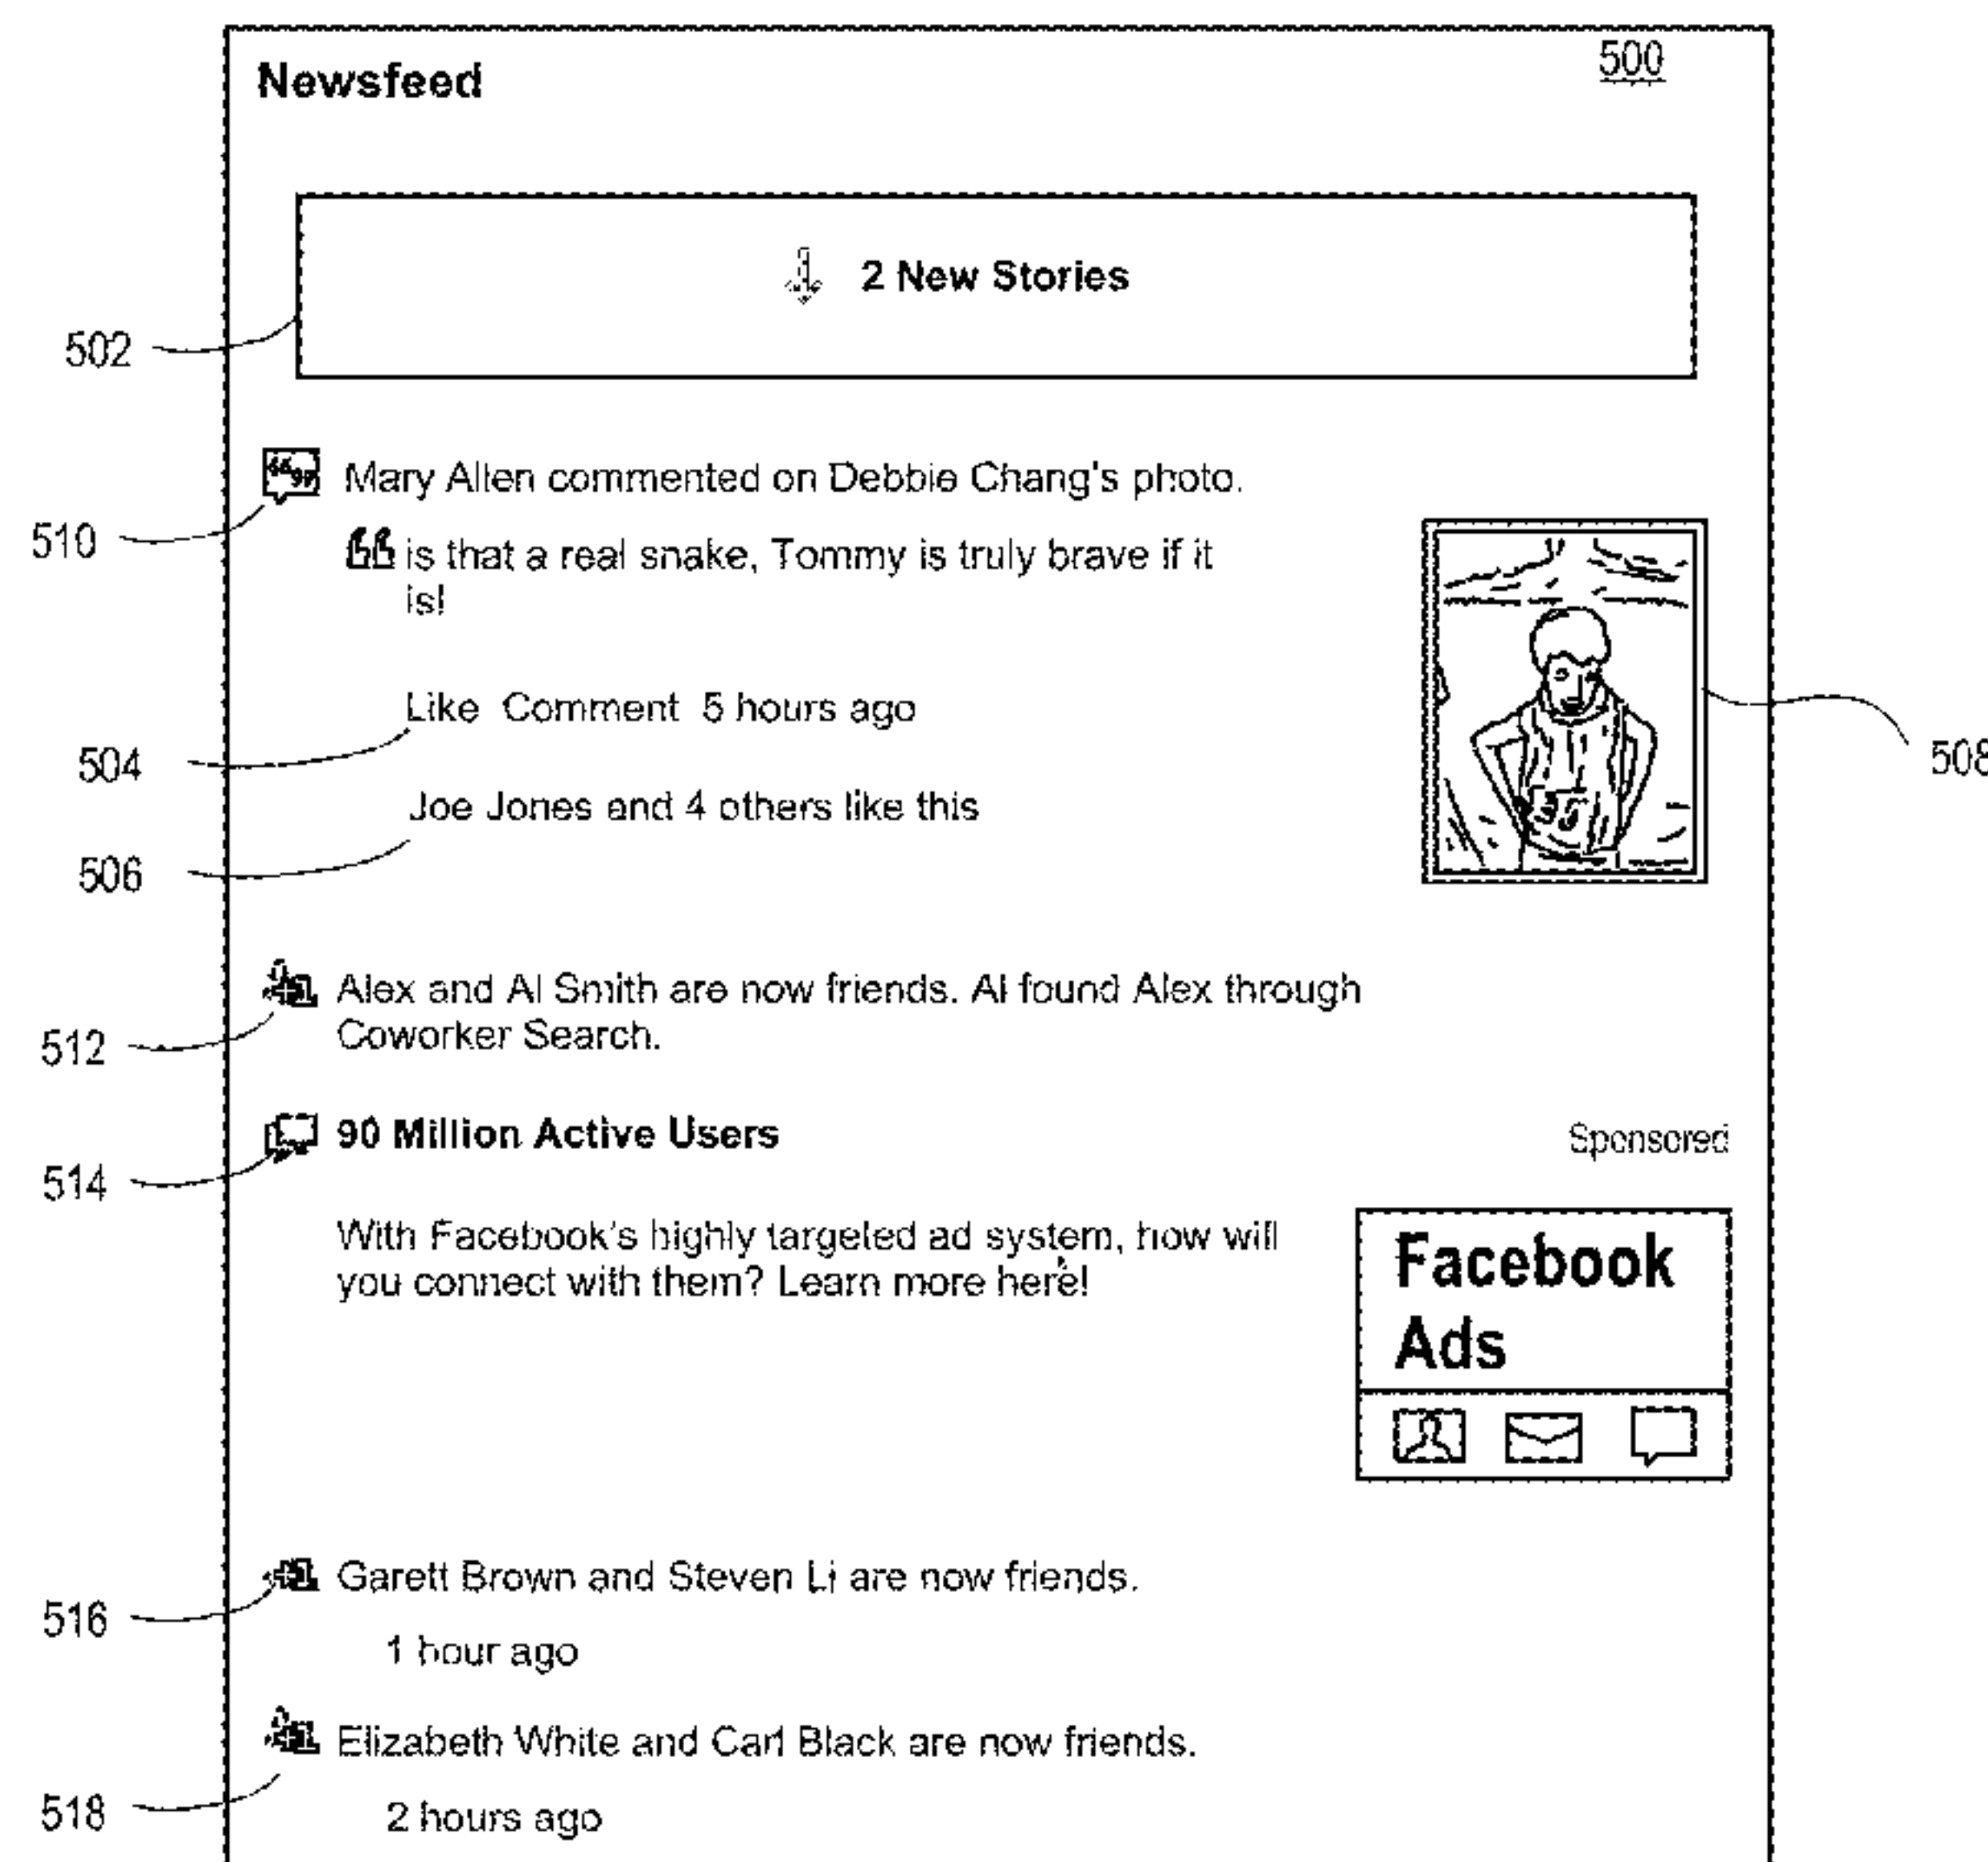 Newsfeed
500
2 New Stories
502
Mary Allen commented on Debbie Chang's photo.
510
is that a real snake, Tommy is truly brave if it
is!
Like Comment 5 hours ago
504
508
Joe Jones and 4 others like this
506
Alex and Al Smith are now friends. Al found Alex through
Coworker Search.
512
90 Million Active Users
Sponsored
514
With Facebook's highly targeted ad system, how will
you connect with them? Learn more here!
Facebook
Ads
Garett Brown and Steven Li are now friends.
516
1 hour ago
Elizabeth White and Carl Black are now friends.
518
2 hours ago